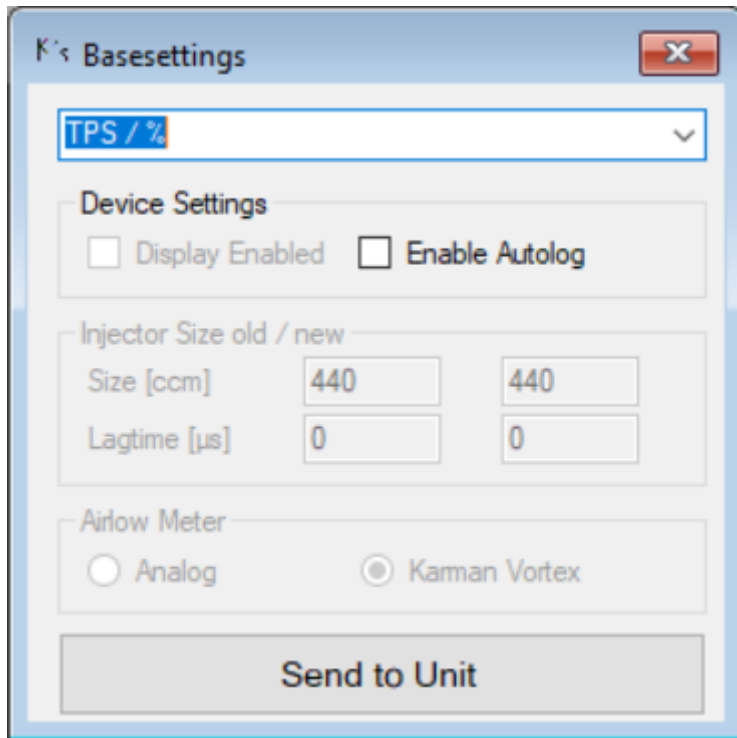 K's Basesettings
TPS / %
Device Settings
Display Enabled Enable Autolog
Injector Size old / new
Size [ccm] 440 440
Lagtime [µs] 0 0
Airlow Meter
Analog Karman Vortex
Send to Unit